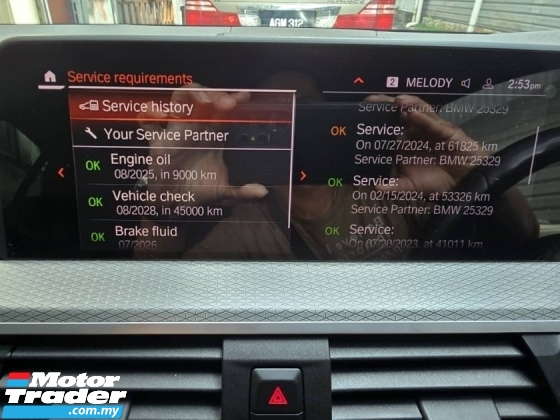 AGM 312
Service requirements
2 MELODY 2:53pm
Service history
Your Service Partner
OK Engine oil
08/2025, in 9000 km
OK Vehicle check
08/2028, in 45000 km
OK Brake fluid
07/2026
Service Partner: BMW 25329
OK Service:
On 07/27/2024, at 61825 km
Service Partner: BMW 25329
OK Service:
On 02/15/2024, at 53326 km
Service Partner: BMW 25329
OK Service:
On 07/20/2023, at 41011 km
Motor
Trader
.com.my